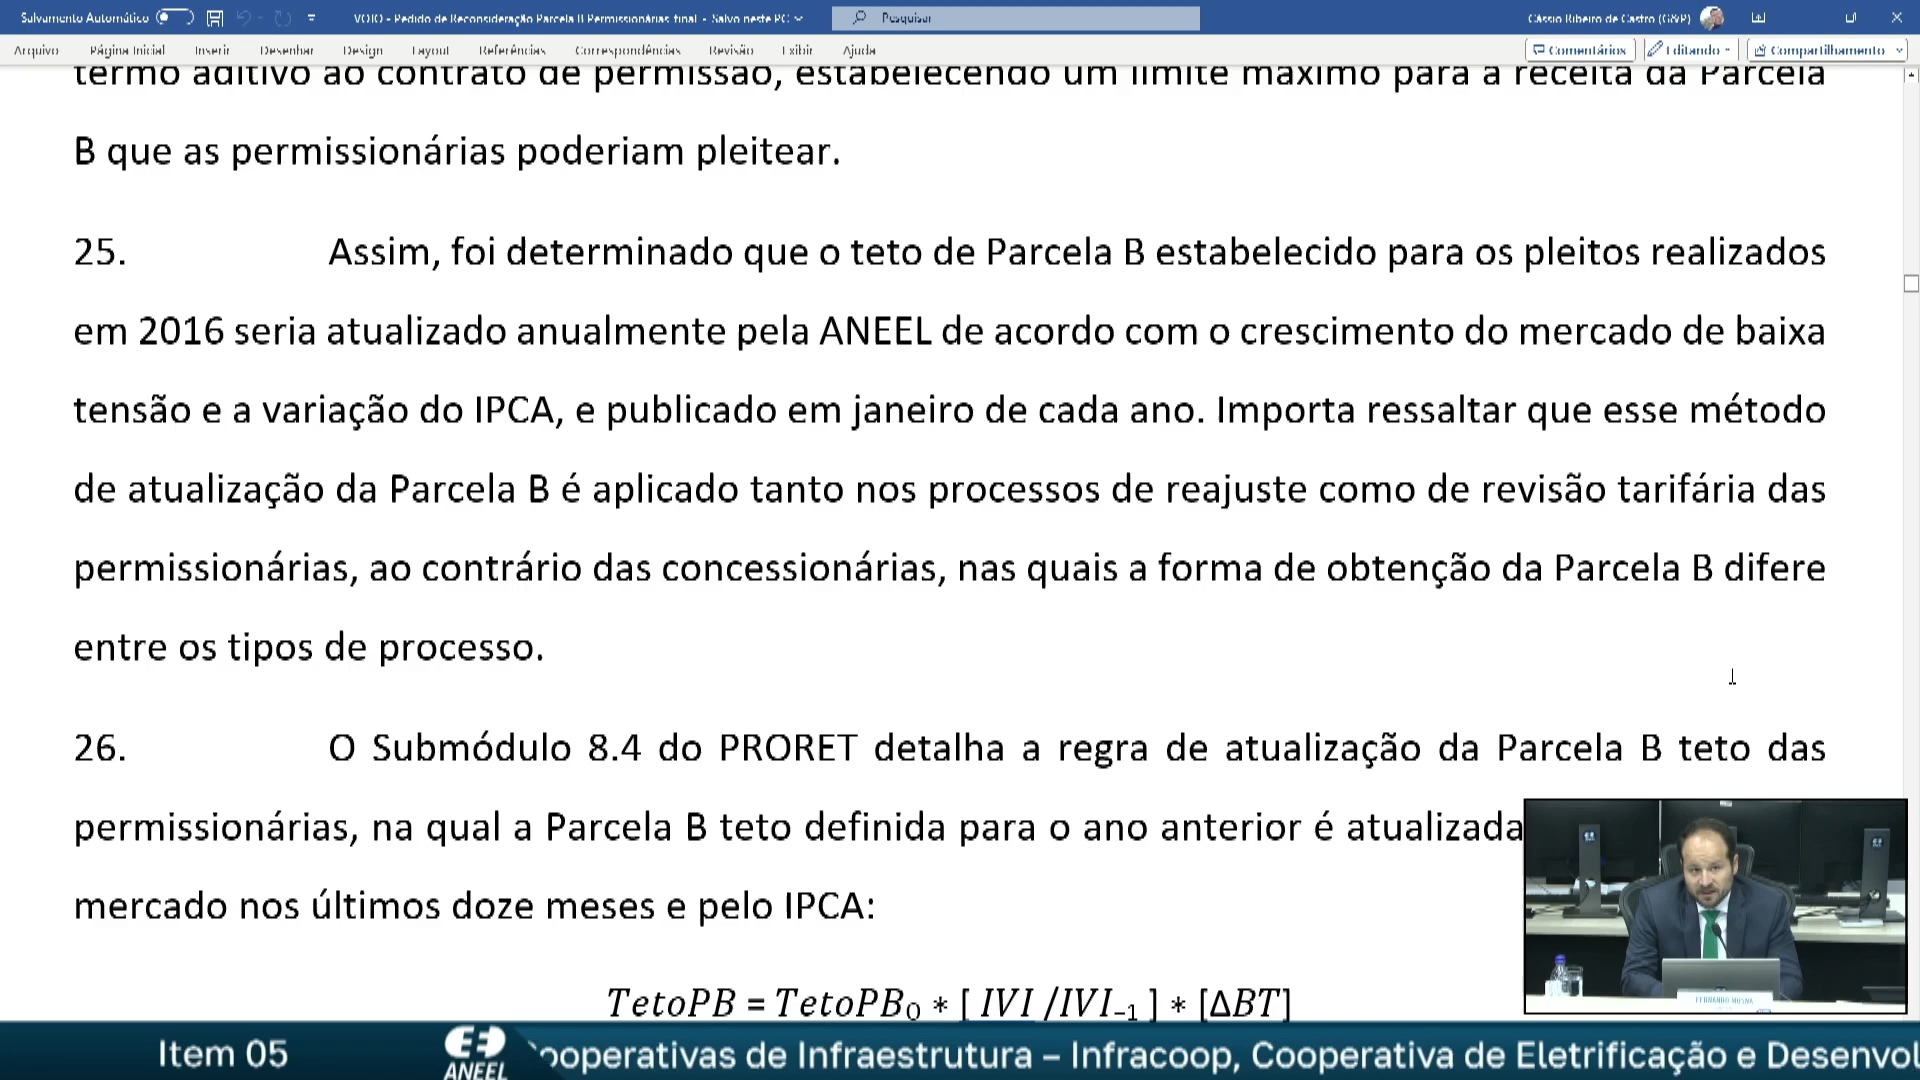 Salvamento Automático
VOTO - Pedido de Reconsideração Parcela B Permissionárias_final - Salvo neste PC
Pesquisar
Cássio Ribeiro de Castro (G&P)
Arquivo Página Inicial Inserir Desenhar Design Layout Referências Correspondências Revisão Exibir Ajuda
Comentários Editando Compartilhamento
termo aditivo ao contrato de permissão, estabelecendo um limite máximo para a receita da Parcela
B que as permissionárias poderiam pleitear.
25. Assim, foi determinado que o teto de Parcela B estabelecido para os pleitos realizados
em 2016 seria atualizado anualmente pela ANEEL de acordo com o crescimento do mercado de baixa
tensão e a variação do IPCA, e publicado em janeiro de cada ano. Importa ressaltar que esse método
de atualização da Parcela B é aplicado tanto nos processos de reajuste como de revisão tarifária das
permissionárias, ao contrário das concessionárias, nas quais a forma de obtenção da Parcela B difere
entre os tipos de processo.
26. O Submódulo 8.4 do PRORET detalha a regra de atualização da Parcela B teto das
permissionárias, na qual a Parcela B teto definida para o ano anterior é atualizada
mercado nos últimos doze meses e pelo IPCA:
TetoPB = TetoPB₀ * [ IVI /IVI₋₁ ] * [ΔBT]
FERNANDO MOSNA
Item 05
ANEEL
ooperativas de Infraestrutura – Infracoop, Cooperativa de Eletrificação e Desenvol